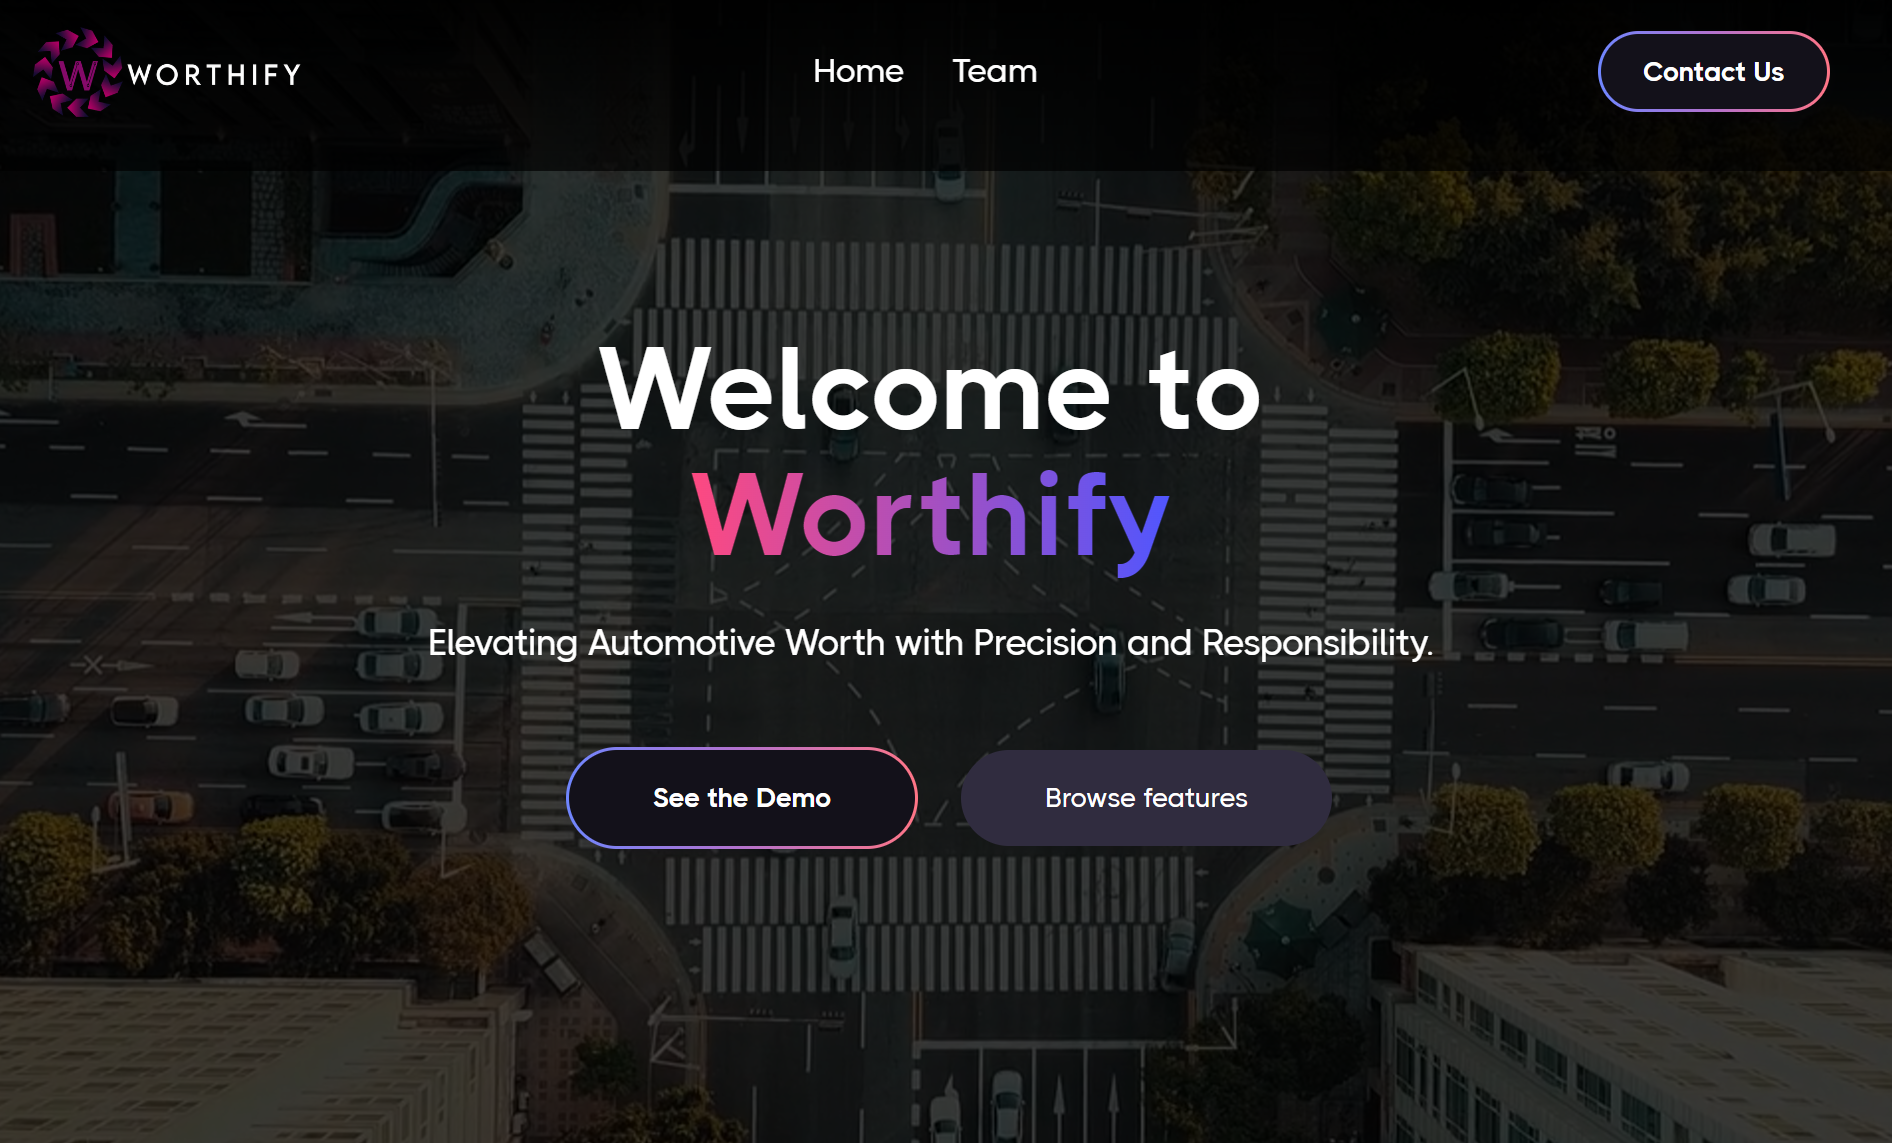 W WORTHIFY
Home Team
Contact Us
Welcome to
Worthify
Elevating Automotive Worth with Precision and Responsibility.
See the Demo
Browse features